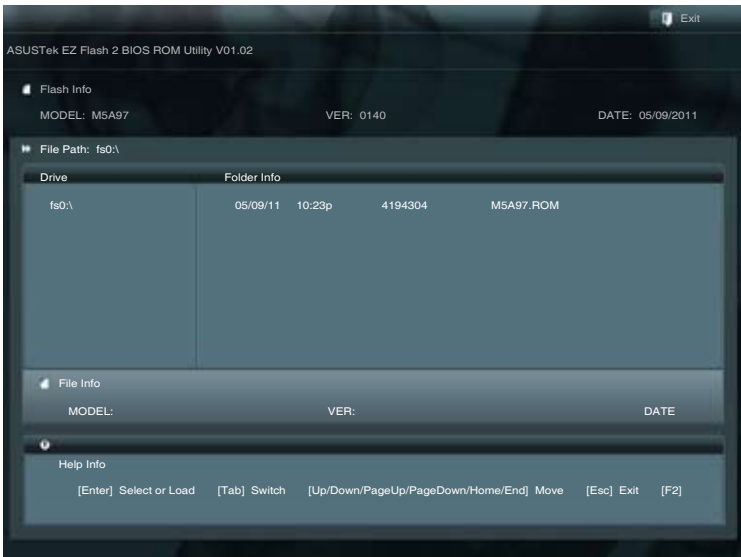 Exit
ASUSTek EZ Flash 2 BIOS ROM Utility V01.02
Flash Info
MODEL: M5A97 VER: 0140 DATE: 05/09/2011
File Path: fs0:\
Drive Folder Info
fs0:\ 05/09/11 10:23p 4194304 M5A97.ROM
File Info
MODEL: VER: DATE
Help Info
[Enter] Select or Load [Tab] Switch [Up/Down/PageUp/PageDown/Home/End] Move [Esc] Exit [F2]